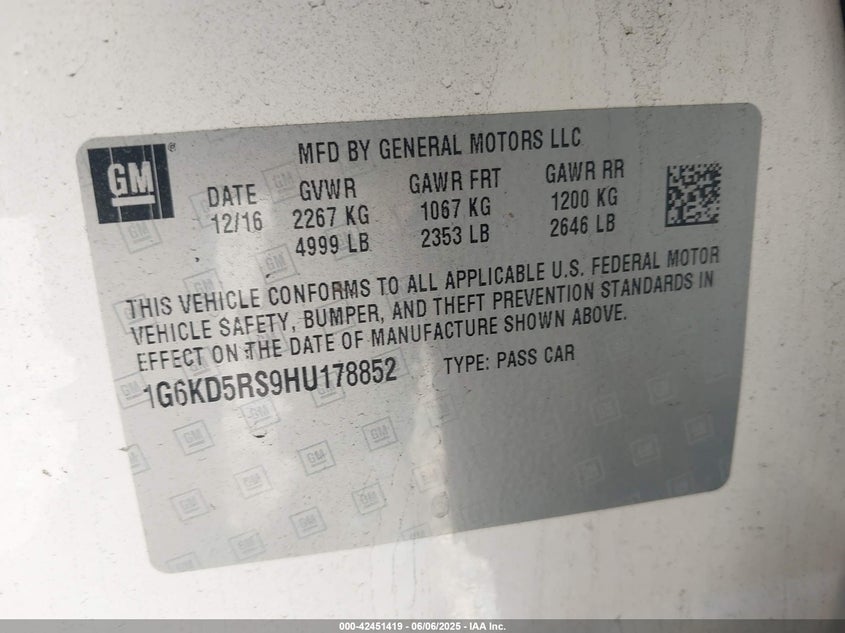 GM®
MFD BY GENERAL MOTORS LLC
DATE GVWR GAWR FRT GAWR RR
12/16 2267 KG 1067 KG 1200 KG
4999 LB 2353 LB 2646 LB
THIS VEHICLE CONFORMS TO ALL APPLICABLE U.S. FEDERAL MOTOR
VEHICLE SAFETY, BUMPER, AND THEFT PREVENTION STANDARDS IN
EFFECT ON THE DATE OF MANUFACTURE SHOWN ABOVE.
1G6KD5RS9HU178852 TYPE: PASS CAR
000-42451419 - 06/06/2025 - IAA Inc.